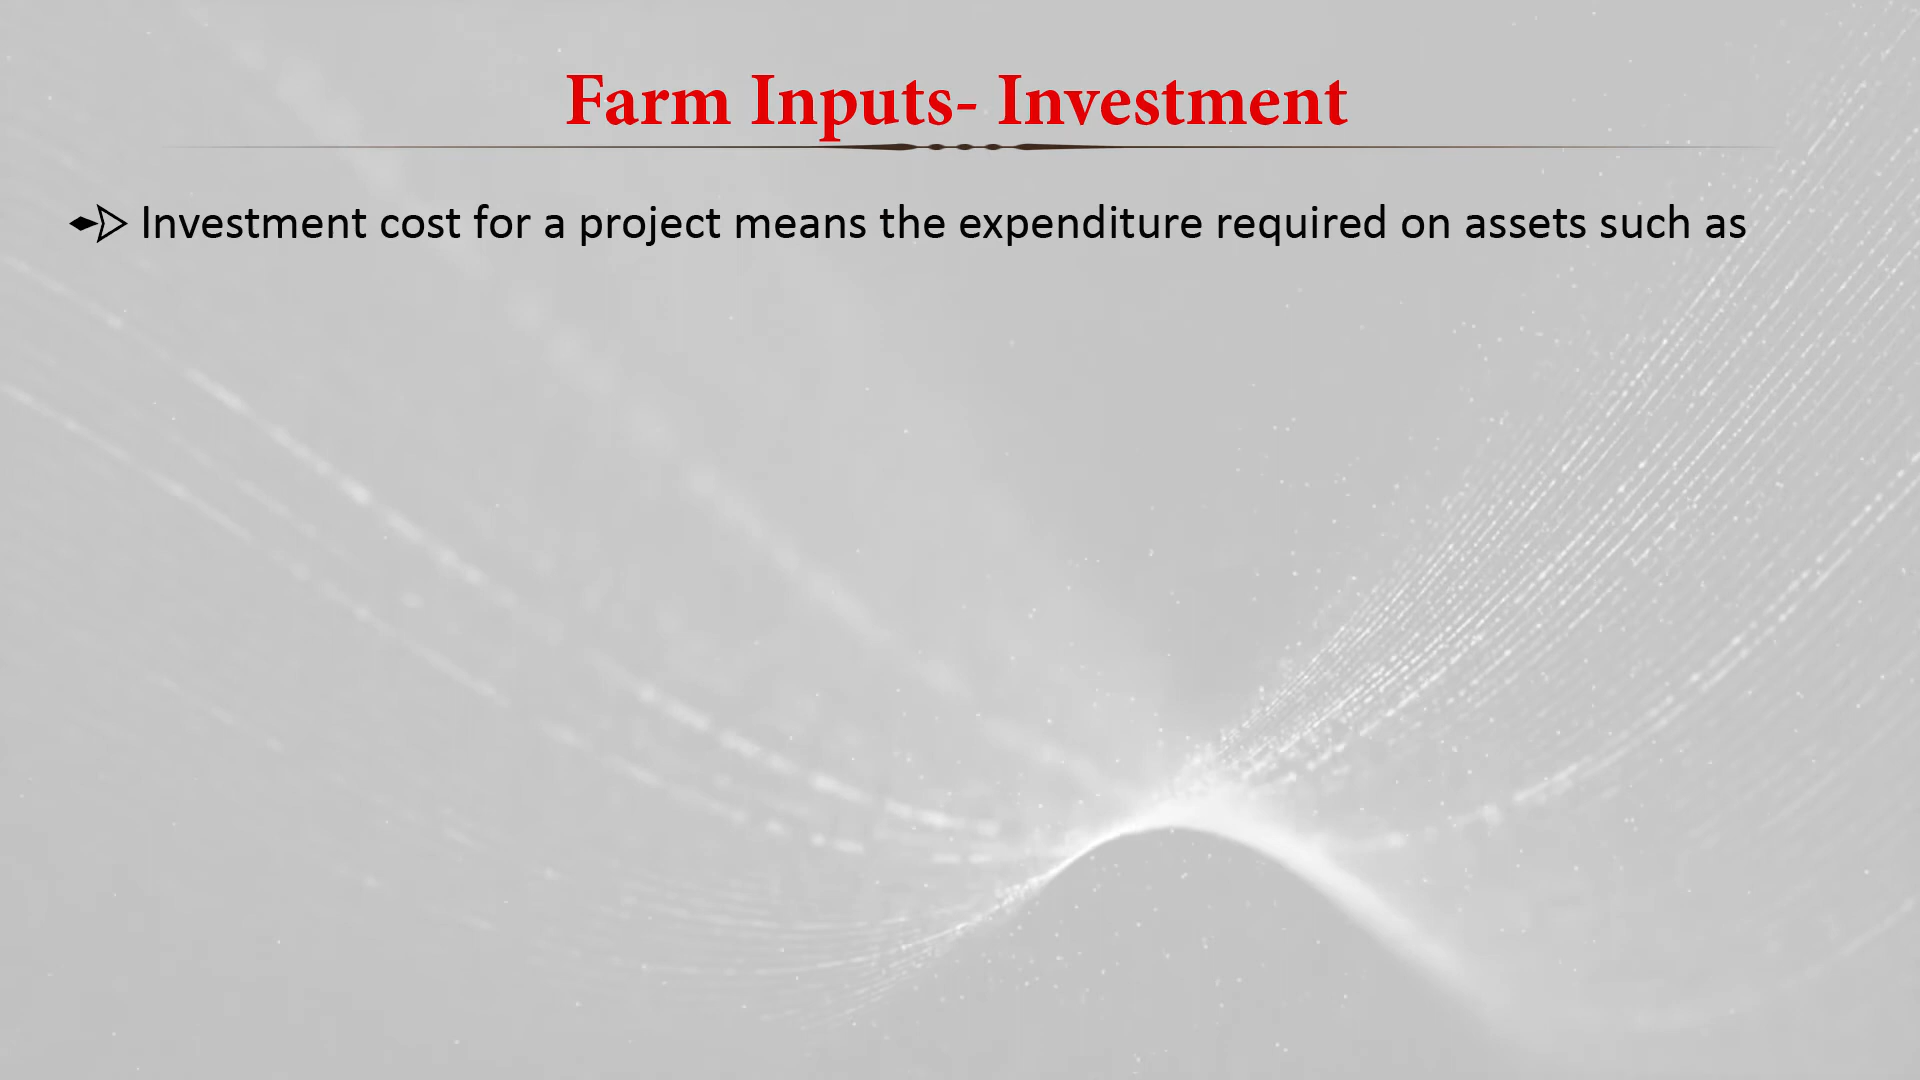 Farm Inputs- Investment
Investment cost for a project means the expenditure required on assets such as